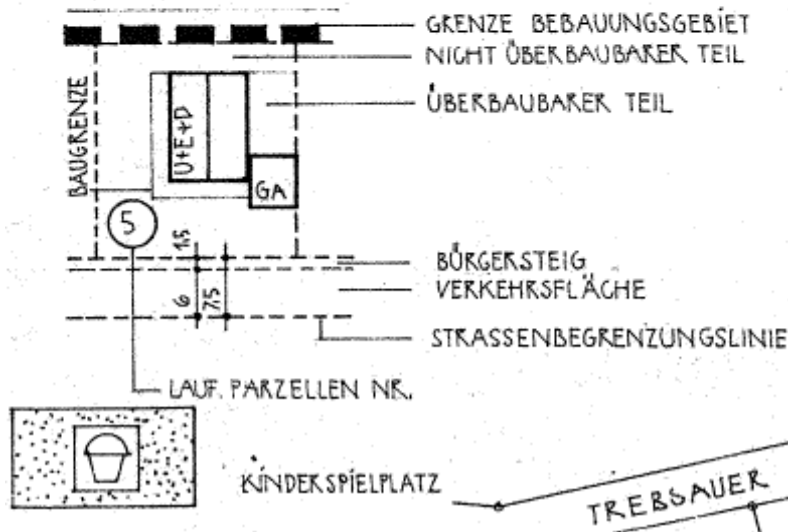 GRENZE BEBAUUNGSGEBIET
NICHT ÜBERBAUBARER TEIL
ÜBERBAUBARER TEIL
BAUGRENZE
U+E+D
GA
5
1,5
6
7,5
BÜRGERSTEIG
VERKEHRSFLÄCHE
STRASSENBEGRENZUNGSLINIE
LAUF. PARZELLEN NR.
KINDERSPIELPLATZ
TREBSAUER